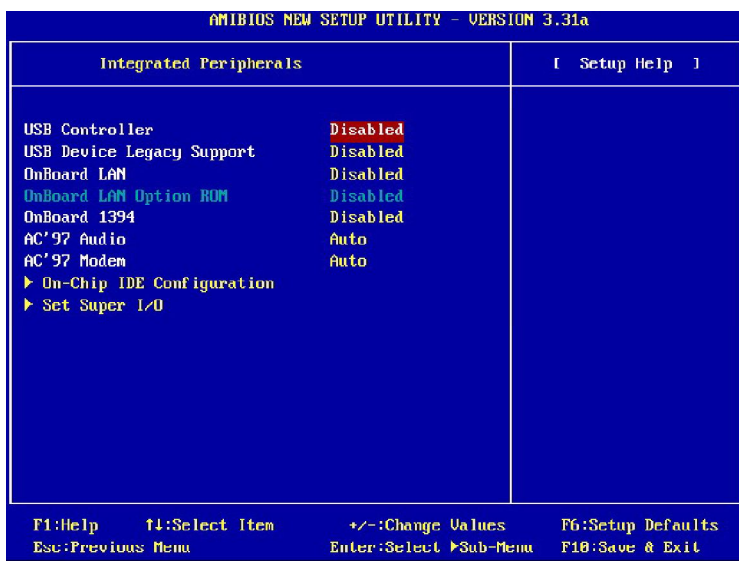 AMIBIOS NEW SETUP UTILITY - VERSION 3.31a
Integrated Peripherals [ Setup Help ]
USB Controller Disabled
USB Device Legacy Support Disabled
OnBoard LAN Disabled
OnBoard LAN Option ROM Disabled
OnBoard 1394 Disabled
AC'97 Audio Auto
AC'97 Modem Auto
▶ On-Chip IDE Configuration
▶ Set Super I/O
F1:Help ↑↓:Select Item +/-:Change Values F6:Setup Defaults
Esc:Previous Menu Enter:Select ▶Sub-Menu F10:Save & Exit